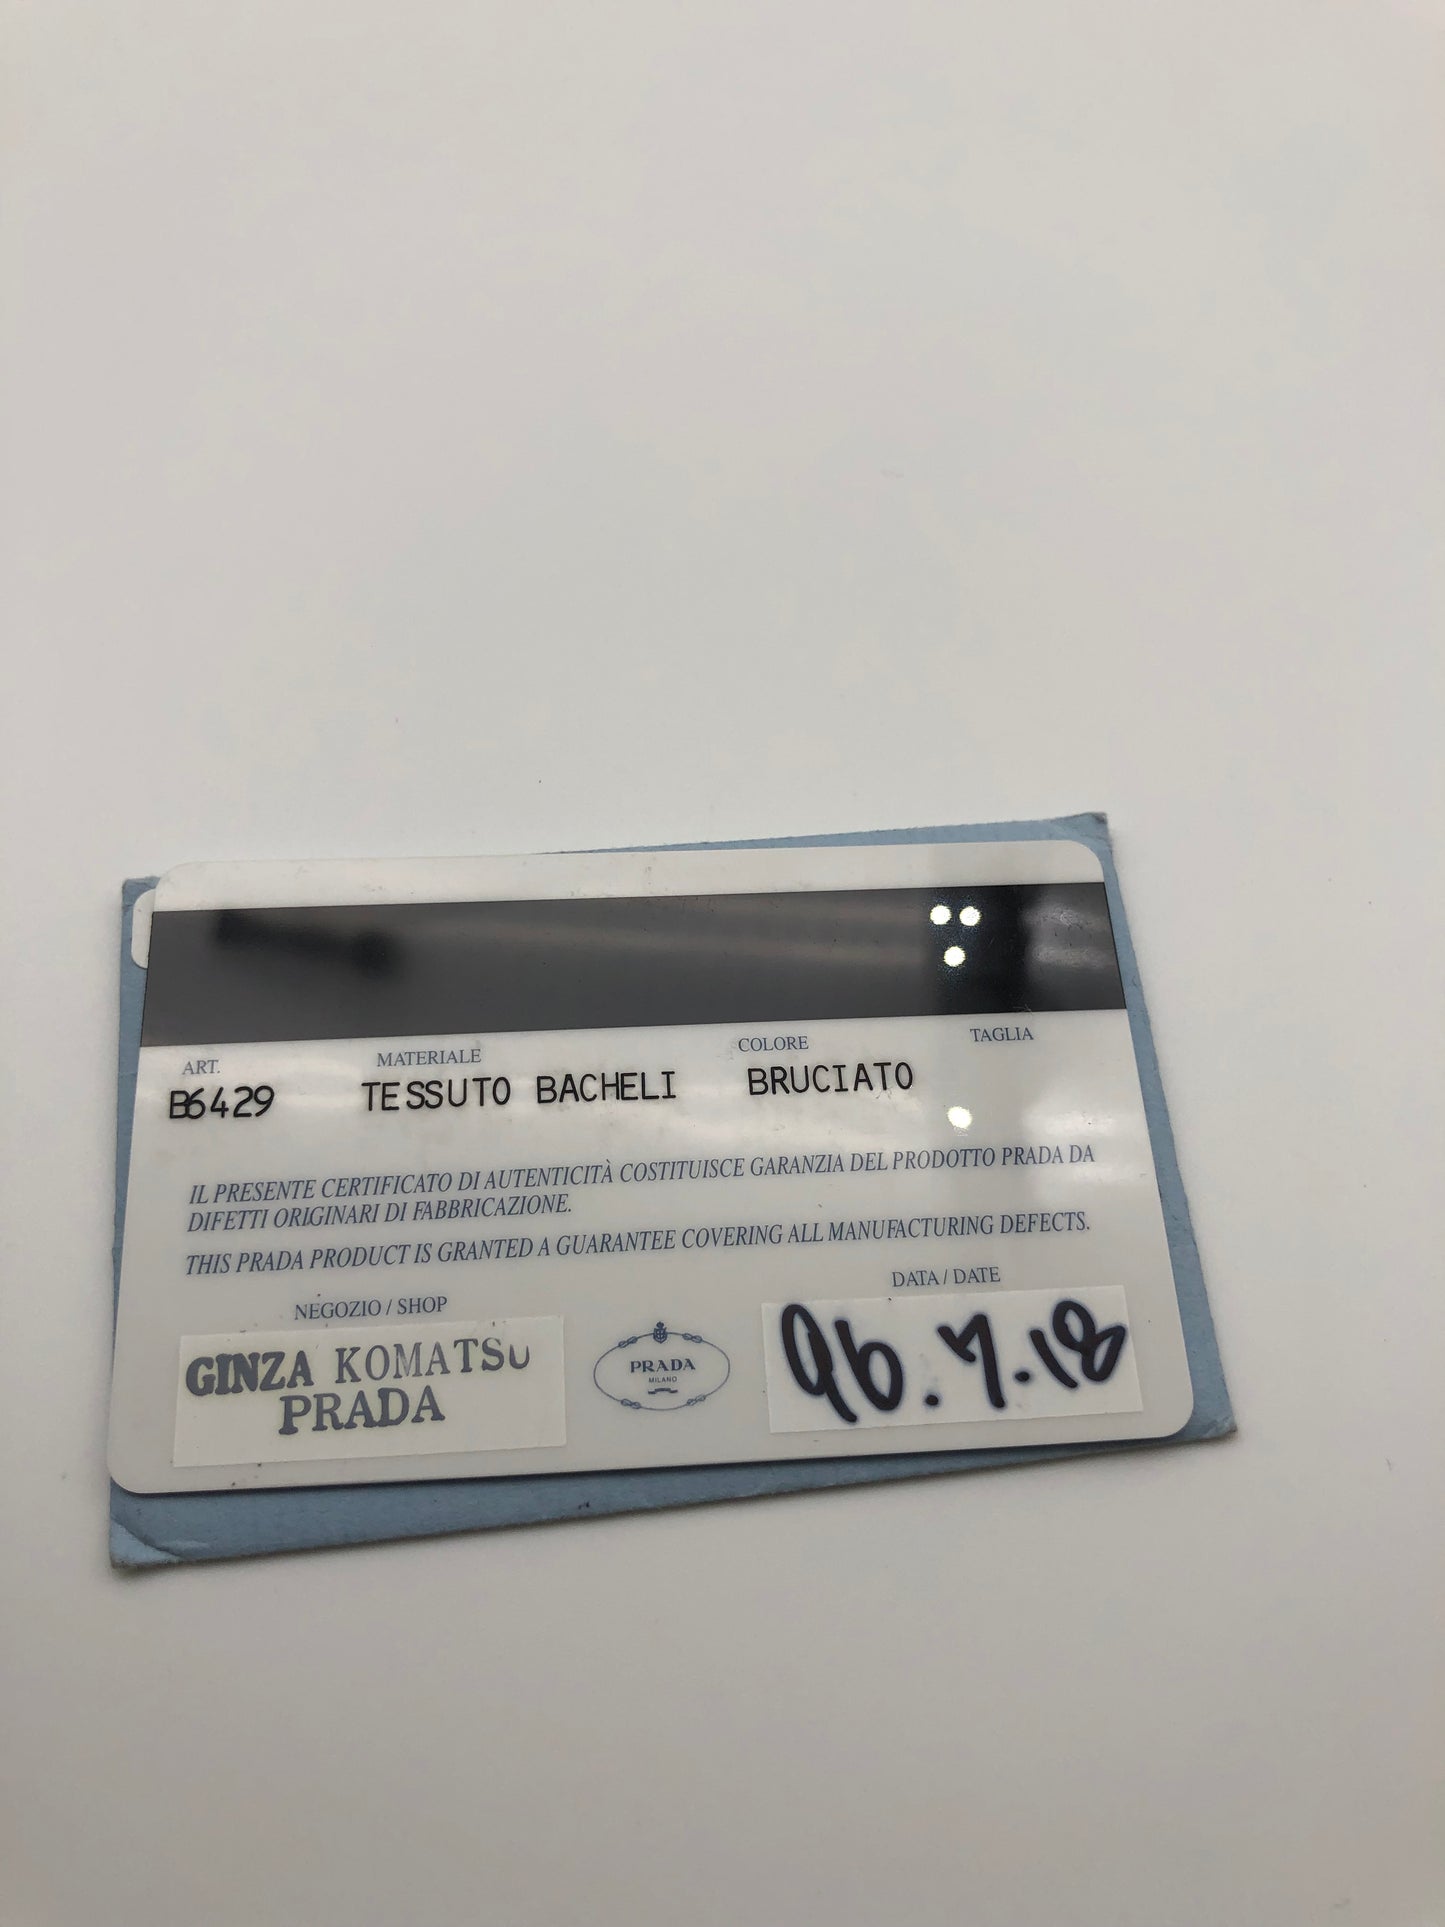 ART. MATERIALE COLORE TAGLIA
B6429 TESSUTO BACHELI BRUCIATO
IL PRESENTE CERTIFICATO DI AUTENTICITÀ COSTITUISCE GARANZIA DEL PRODOTTO PRADA DA
DIFETTI ORIGINARI DI FABBRICAZIONE.
THIS PRADA PRODUCT IS GRANTED A GUARANTEE COVERING ALL MANUFACTURING DEFECTS.
NEGOZIO / SHOP
GINZA KOMATSU
PRADA
PRADA
MILANO
DATA / DATE
96.7.18